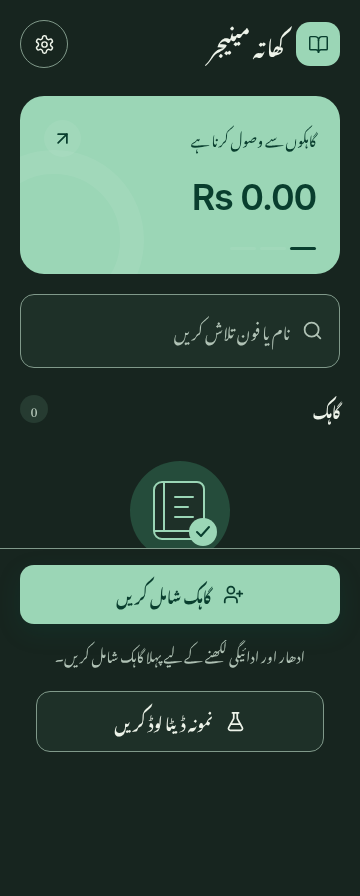 کھاتہ مینیجر
گاہکوں سے وصول کرنا ہے
Rs 0.00
نام یا فون تلاش کریں
گاہک
0
گاہک شامل کریں
ادھار اور ادائیگی لکھنے کے لیے پہلا گاہک شامل کریں۔
نمونہ ڈیٹا لوڈ کریں